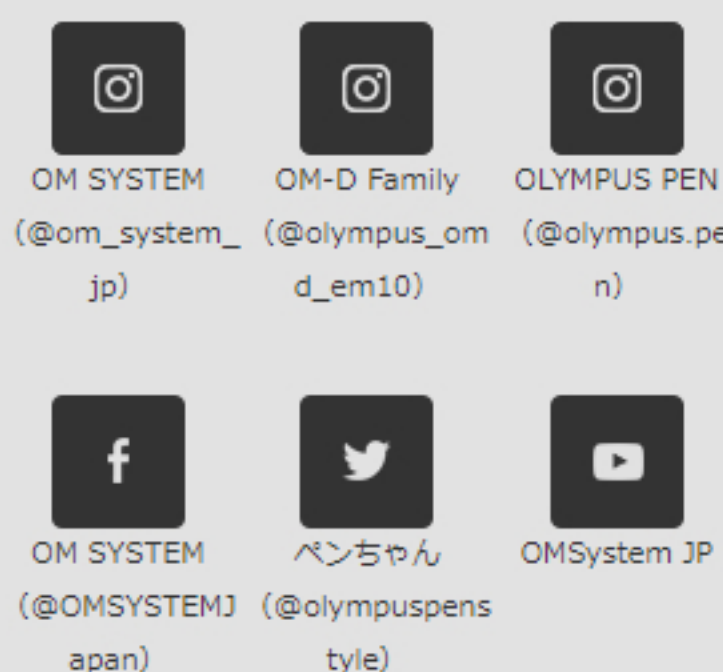 OM SYSTEM
（@om_system_
jp）
OM-D Family
（@olympus_om
d_em10）
OLYMPUS PEN
（@olympus.pe
n）
OM SYSTEM
（@OMSYSTEMJ
apan）
ペンちゃん
（@olympuspens
tyle）
OMSystem JP